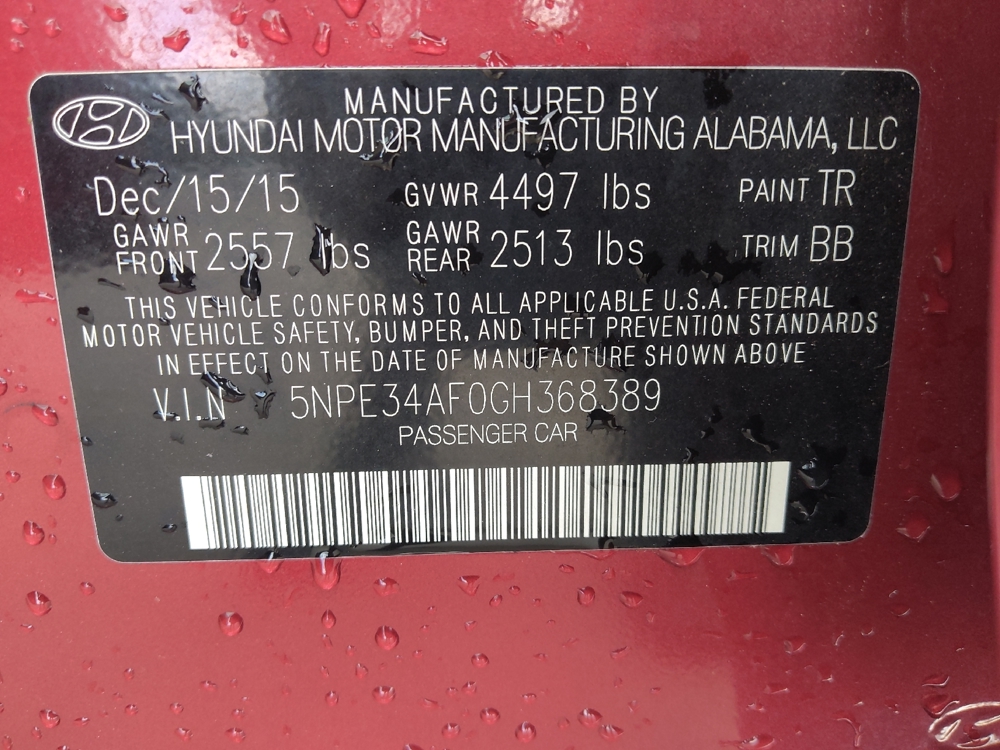 MANUFACTURED BY
HYUNDAI MOTOR MANUFACTURING ALABAMA, LLC
Dec/15/15 GVWR 4497 lbs PAINT TR
GAWR FRONT 2557 lbs GAWR REAR 2513 lbs TRIM BB
THIS VEHICLE CONFORMS TO ALL APPLICABLE U.S.A. FEDERAL
MOTOR VEHICLE SAFETY, BUMPER, AND THEFT PREVENTION STANDARDS
IN EFFECT ON THE DATE OF MANUFACTURE SHOWN ABOVE
V.I.N 5NPE34AF0GH368389
PASSENGER CAR